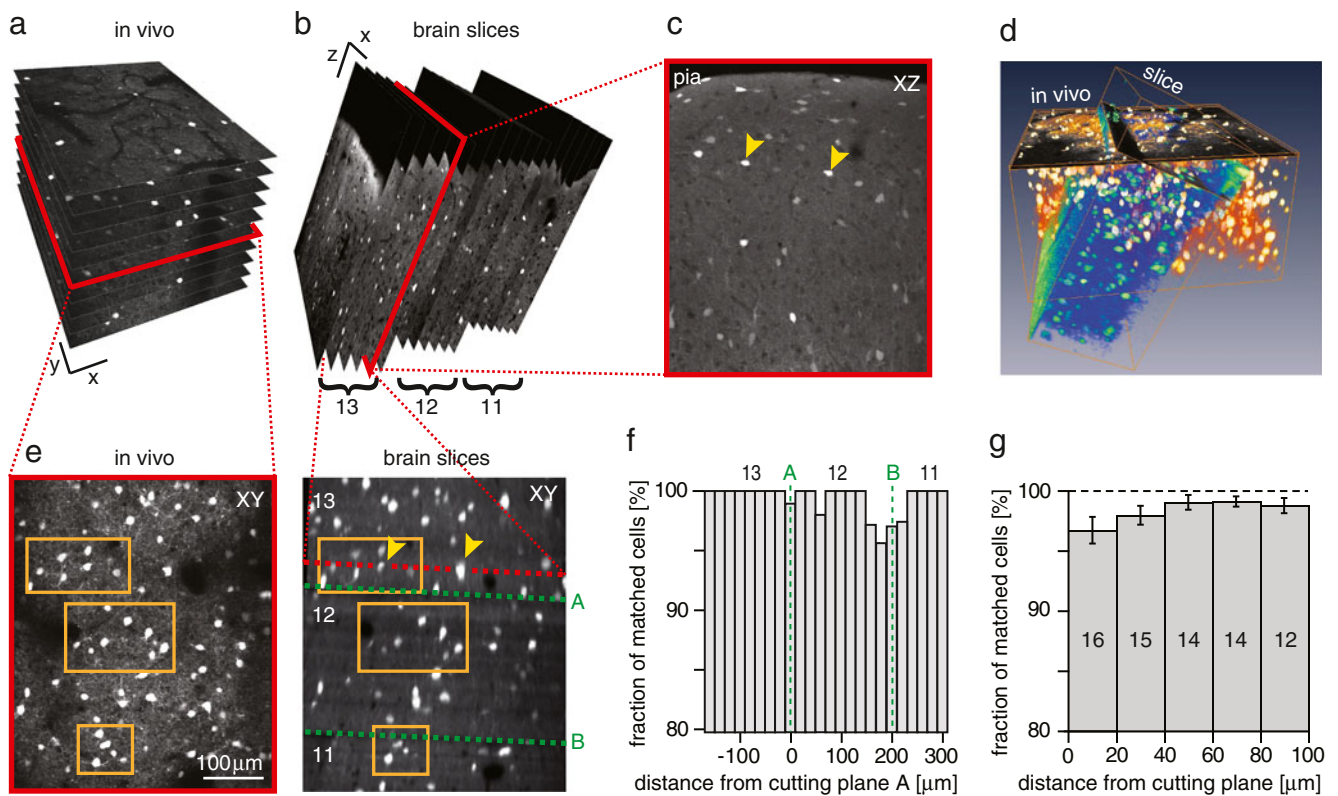 a
in vivo
y
x
b
brain slices
z
x
13
12
11
c
pia
XZ
d
in vivo
slice
e
in vivo
XY
100μm
brain slices
XY
13
12
11
A
B
f
13
A
12
B
11
fraction of matched cells [%]
100
90
80
-100
0
100
200
300
distance from cutting plane A [μm]
g
fraction of matched cells [%]
100
90
80
16
15
14
14
12
0
20
40
60
80
100
distance from cutting plane [μm]